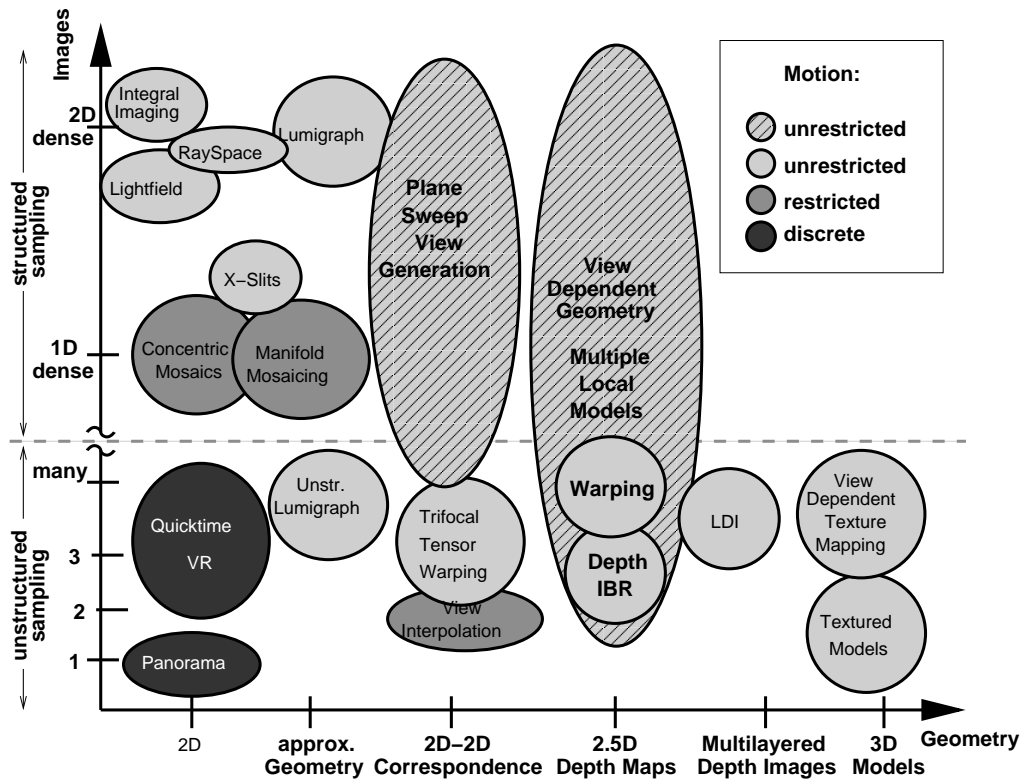 Images
structured
sampling
unstructured
sampling
2D
dense
1D
dense
many
3
2
1
Integral
Imaging
RaySpace
Lumigraph
Lightfield
X−Slits
Concentric
Mosaics
Manifold
Mosaicing
Plane
Sweep
View
Generation
View
Dependent
Geometry
Multiple
Local
Models
Motion:
unrestricted
unrestricted
restricted
discrete
Quicktime
VR
Panorama
Unstr.
Lumigraph
Trifocal
Tensor
Warping
View
Interpolation
Warping
Depth
IBR
LDI
View
Dependent
Texture
Mapping
Textured
Models
2D
approx.
Geometry
2D−2D
Correspondence
2.5D
Depth Maps
Multilayered
Depth Images
3D
Models
Geometry